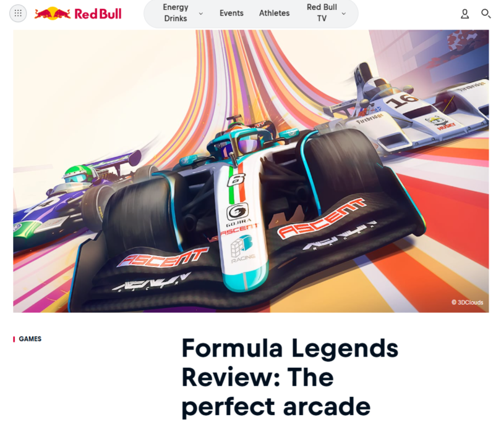 Red Bull
Energy
Drinks
Events
Athletes
Red Bull
TV
16
ASCENT
ASCENT
ASCENT
RACING
© 3DClouds
GAMES
Formula Legends
Review: The
perfect arcade